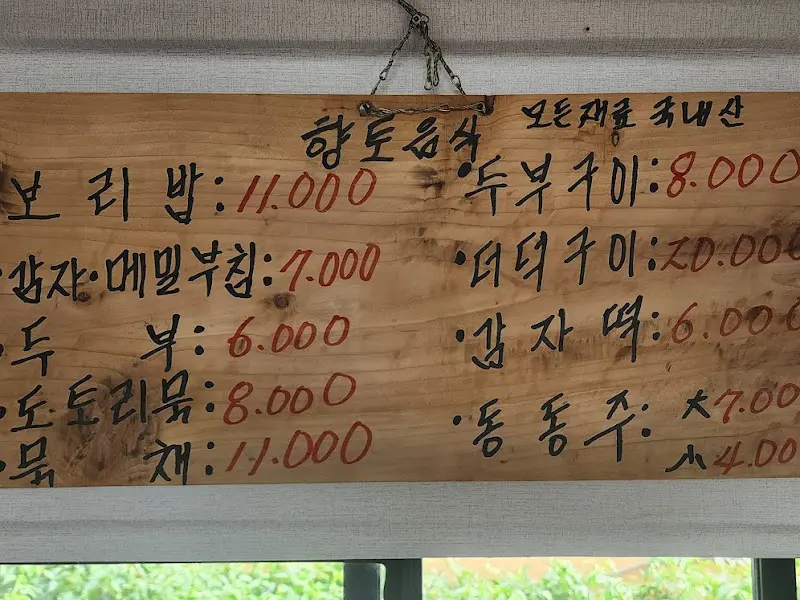 향토음식 모든재료 국내산
보리밥: 11.000
·감자·메밀부침: 7.000
·두부: 6.000
·도토리묵: 8.000
·묵채: 11.000
·두부구이: 8.000
·더덕구이: 20.000
·감자떡: 6.000
·동동주: 大 7.00
小 4.00